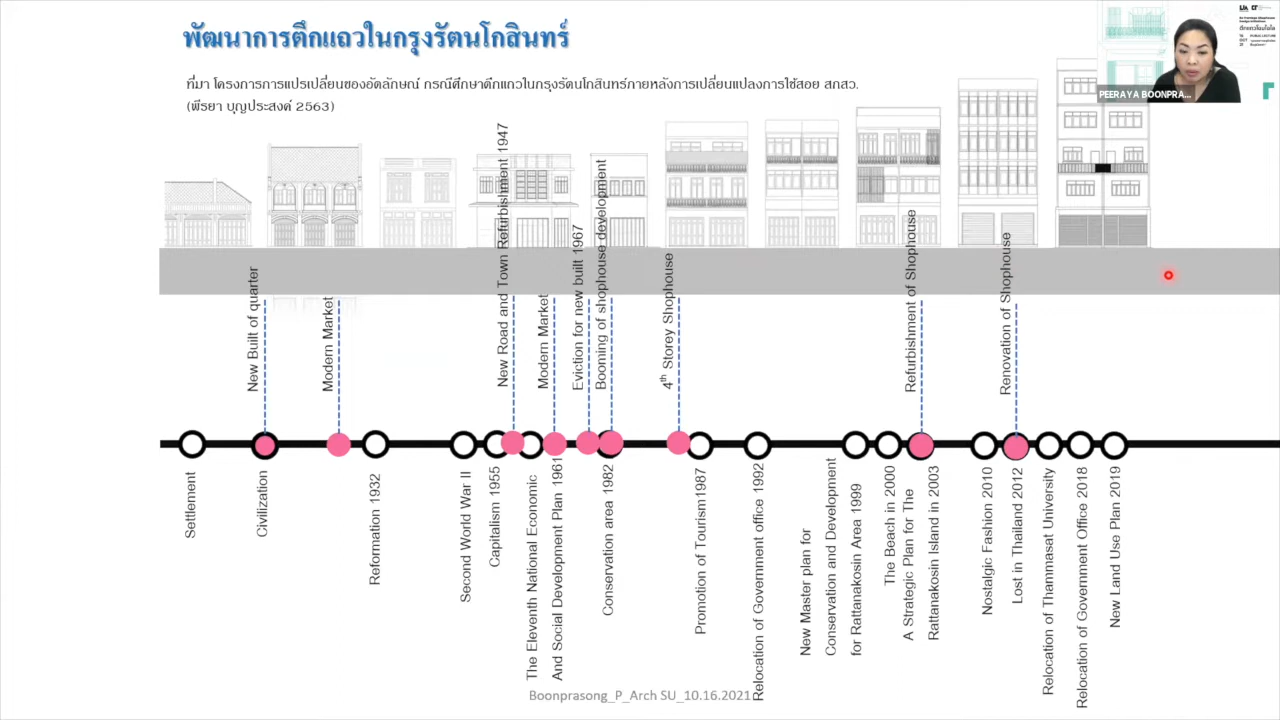 พัฒนาการตึกแถวในกรุงรัตนโกสินทร์
ที่มา โครงการการแปรเปลี่ยนของอัตลักษณ์ กรณีศึกษาตึกแถวในกรุงรัตนโกสินทร์ภายหลังการเปลี่ยนแปลงการใช้สอย สกสว.
(พีรยา บุญประสงค์ 2563)
PEERAYA BOONPRA...
New Built of quarter
Modern Market
New Road and Town Refurbishment 1947
Modern Market
Eviction for new built 1967
Booming of shophouse development
4th Storey Shophouse
Refurbishment of Shophouse
Renovation of Shophouse
Settlement
Civilization
Reformation 1932
Second World War II
Capitalism 1955
The Eleventh National Economic
And Social Development Plan 1961
Conservation area 1982
Promotion of Tourism1987
Relocation of Government office 1992
New Master plan for
Conservation and Development
for Rattanakosin Area 1999
The Beach in 2000
A Strategic Plan for The
Rattanakosin Island in 2003
Nostalgic Fashion 2010
Lost in Thailand 2012
Relocation of Thammasat University
Relocation of Government Office 2018
New Land Use Plan 2019
Boonprasong_P_Arch SU_10.16.2021